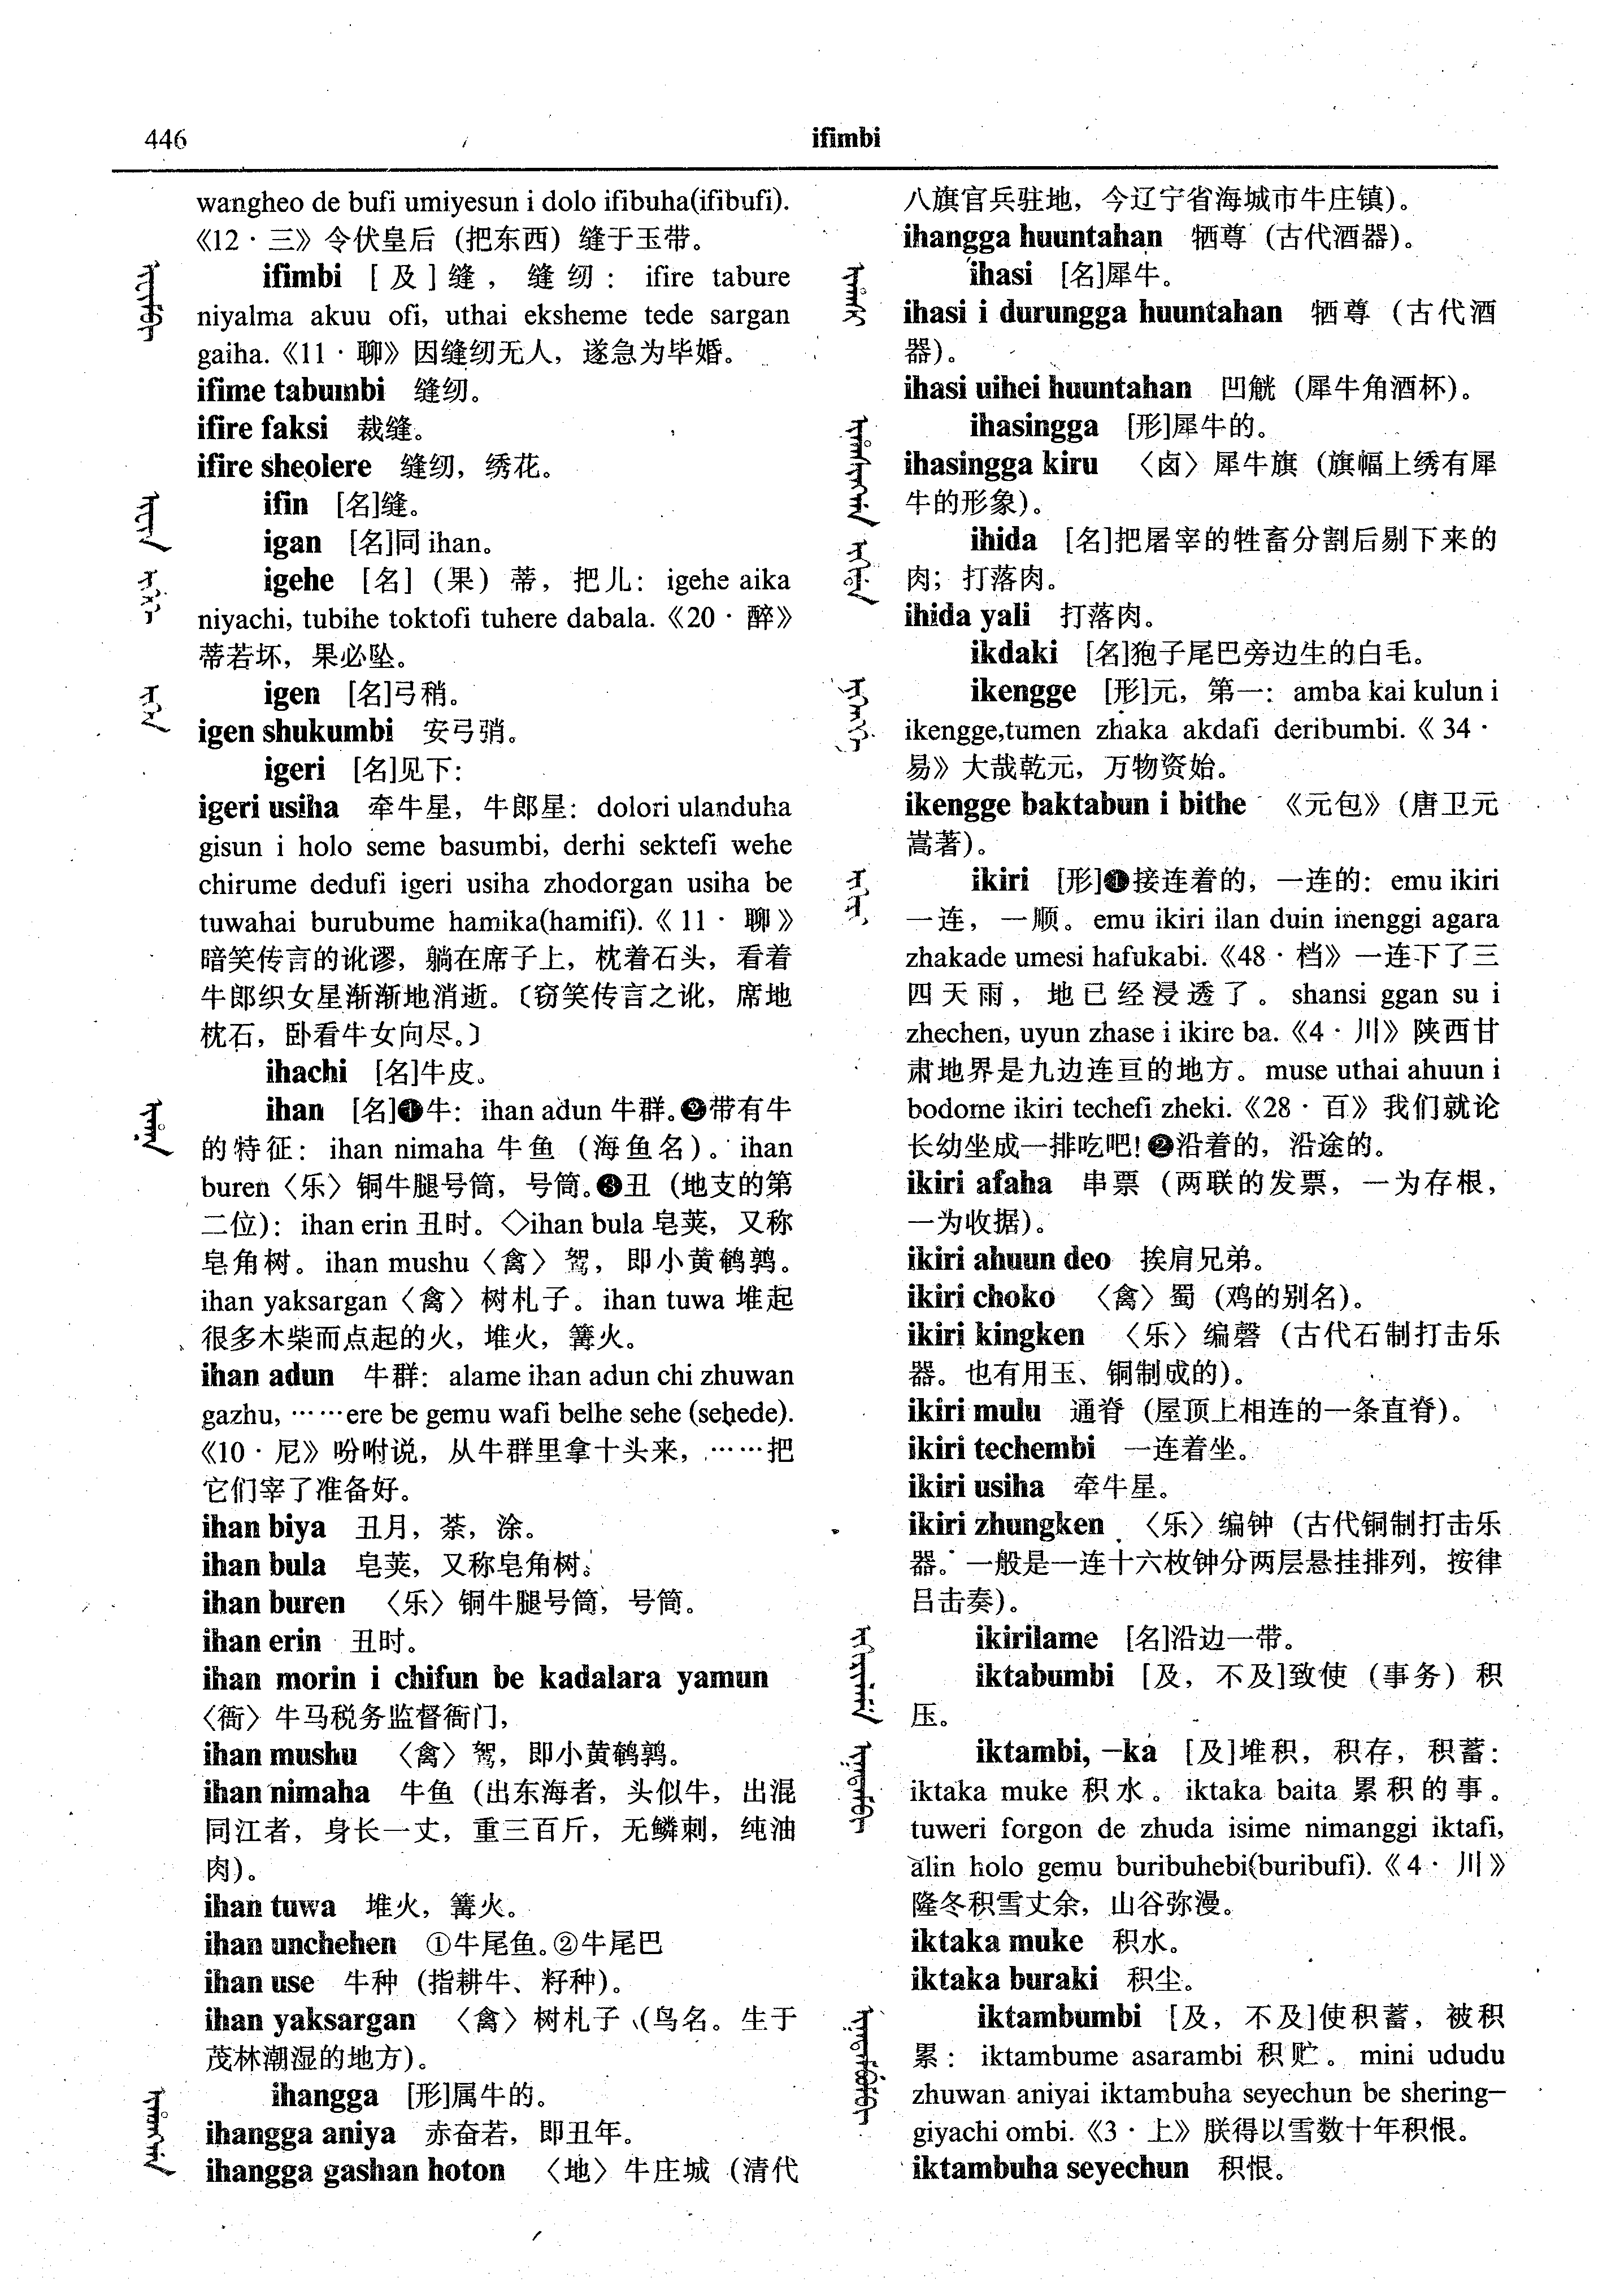 446
ifimbi
wangheo de bufi umiyesun i dolo ifibuha(ifibufi).
《12·三》令伏皇后（把东西）缝于玉带。
ifimbi [及]缝，缝纫： ifire tabure
niyalma akuu ofi, uthai eksheme tede sargan
gaiha.《11·聊》因缝纫无人，遂急为毕婚。
ifime tabumbi 缝纫。
ifire faksi 裁缝。
ifire sheolere 缝纫，绣花。
ifin [名]缝。
igan [名]同 ihan。
igehe [名]（果）蒂，把儿： igehe aika
niyachi, tubihe toktofi tuhere dabala.《20·醉》
蒂若坏，果必坠。
igen [名]弓稍。
igen shukumbi 安弓弰。
igeri [名]见下：
igeri usiha 牵牛星，牛郎星： dolori ulanduha
gisun i holo seme basumbi, derhi sektefi wehe
chirume dedufi igeri usiha zhodorgan usiha be
tuwahai burubume hamika(hamifi).《11·聊》
暗笑传言的讹谬，躺在席子上，枕着石头，看着
牛郎织女星渐渐地消逝。〔窃笑传言之讹，席地
枕石，卧看牛女向尽。〕
ihachi [名]牛皮。
ihan [名]❶牛： ihan adun 牛群。❷带有牛
的特征： ihan nimaha 牛鱼（海鱼名）。 ihan
buren〈乐〉铜牛腿号筒，号筒。❸丑（地支的第
二位）： ihan erin 丑时。◇ihan bula 皂荚，又称
皂角树。ihan mushu〈禽〉鴽，即小黄鹌鹑。
ihan yaksargan〈禽〉树札子。ihan tuwa 堆起
很多木柴而点起的火，堆火，篝火。
ihan adun 牛群： alame ihan adun chi zhuwan
gazhu, ……ere be gemu wafi belhe sehe (sehede).
《10·尼》吩咐说，从牛群里拿十头来，……把
它们宰了准备好。
ihan biya 丑月，荼，涂。
ihan bula 皂荚，又称皂角树。
ihan buren 〈乐〉铜牛腿号筒，号筒。
ihan erin 丑时。
ihan morin i chifun be kadalara yamun
〈衙〉牛马税务监督衙门，
ihan mushu 〈禽〉鴽，即小黄鹌鹑。
ihan nimaha 牛鱼（出东海者，头似牛，出混
同江者，身长一丈，重三百斤，无鳞刺，纯油
肉）。
ihan tuwa 堆火，篝火。
ihan unchehen ①牛尾鱼。②牛尾巴
ihan use 牛种（指耕牛、籽种）。
ihan yaksargan 〈禽〉树札子（鸟名。生于
茂林潮湿的地方）。
ihangga [形]属牛的。
ihangga aniya 赤奋若，即丑年。
ihangga gashan hoton 〈地〉牛庄城（清代
八旗官兵驻地，今辽宁省海城市牛庄镇）。
ihangga huuntahan 牺尊（古代酒器）。
ihasi [名]犀牛。
ihasi i durungga huuntahan 牺尊（古代酒
器）。
ihasi uihei huuntahan 凹觥（犀牛角酒杯）。
ihasingga [形]犀牛的。
ihasingga kiru 〈卤〉犀牛旗（旗幅上绣有犀
牛的形象）。
ihida [名]把屠宰的牲畜分割后剔下来的
肉；打落肉。
ihida yali 打落肉。
ikdaki [名]狍子尾巴旁边生的白毛。
ikengge [形]元，第一： amba kai kulun i
ikengge,tumen zhaka akdafi deribumbi.《34·
易》大哉乾元，万物资始。
ikengge baktabun i bithe 《元包》（唐卫元
嵩著）。
ikiri [形]❶接连着的，一连的： emu ikiri
一连，一顺。emu ikiri ilan duin inenggi agara
zhakade umesi hafukabi.《48·档》一连下了三
四天雨，地已经浸透了。shansi ggan su i
zhechen, uyun zhase i ikire ba.《4·川》陕西甘
肃地界是九边连亘的地方。muse uthai ahuun i
bodome ikiri techefi zheki.《28·百》我们就论
长幼坐成一排吃吧！❷沿着的，沿途的。
ikiri afaha 串票（两联的发票，一为存根，
一为收据）。
ikiri ahuun deo 挨肩兄弟。
ikiri choko 〈禽〉蜀（鸡的别名）。
ikiri kingken 〈乐〉编磬（古代石制打击乐
器。也有用玉、铜制成的）。
ikiri mulu 通脊（屋顶上相连的一条直脊）。
ikiri techembi 一连着坐。
ikiri usiha 牵牛星。
ikiri zhungken 〈乐〉编钟（古代铜制打击乐
器。一般是一连十六枚钟分两层悬挂排列，按律
吕击奏）。
ikirilame [名]沿边一带。
iktabumbi [及，不及]致使（事务）积
压。
iktambi, -ka [及]堆积，积存，积蓄：
iktaka muke 积水。iktaka baita 累积的事。
tuweri forgon de zhuda isime nimanggi iktafi,
alin holo gemu buribuhebi(buribufi).《4·川》
隆冬积雪丈余，山谷弥漫。
iktaka muke 积水。
iktaka buraki 积尘。
iktambumbi [及，不及]使积蓄，被积
累： iktambume asarambi 积贮。mini ududu
zhuwan aniyai iktambuha seyechun be shering-
giyachi ombi.《3·上》朕得以雪数十年积恨。
iktambuha seyechun 积恨。